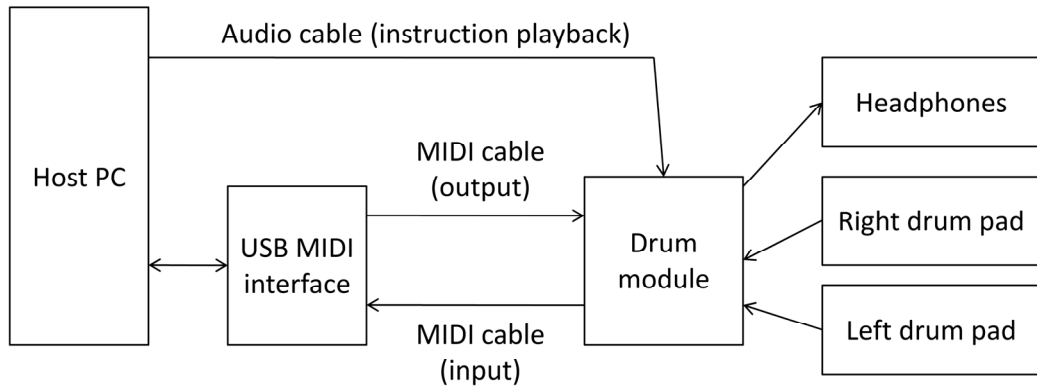 Audio cable (instruction playback)
Host PC
MIDI cable
(output)
USB MIDI
interface
MIDI cable
(input)
Drum
module
Headphones
Right drum pad
Left drum pad